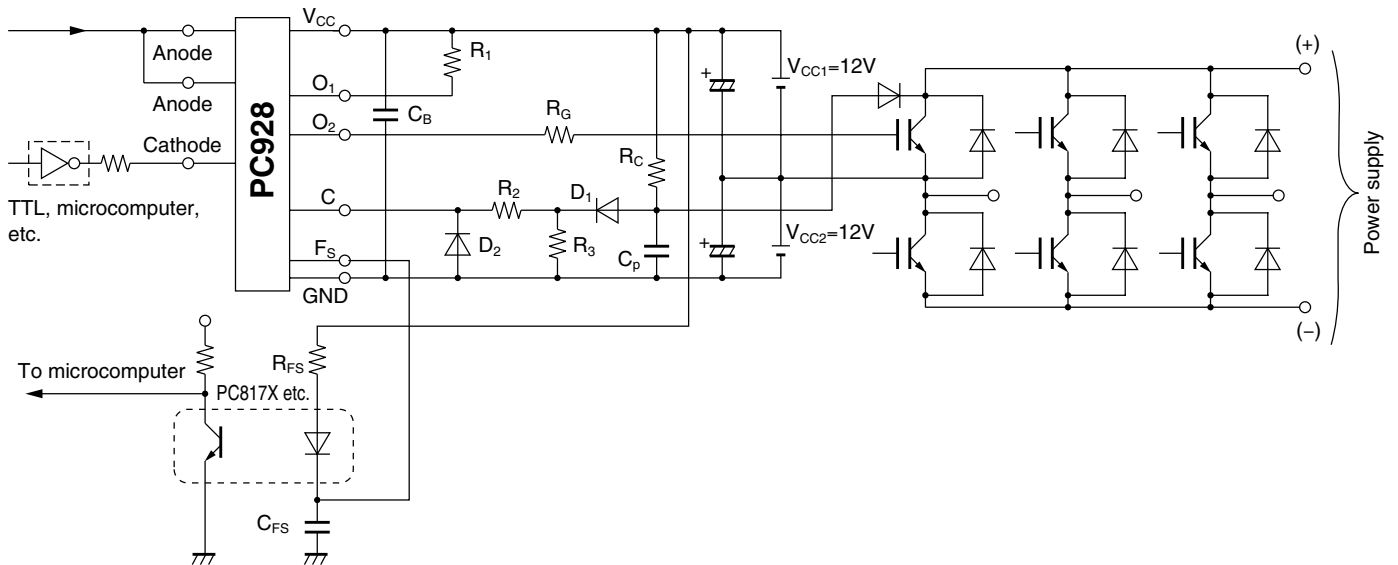 VCC
Anode
Anode
Cathode
TTL, microcomputer,
etc.
PC928
O1
O2
C
FS
GND
CB
R1
RG
RC
R2
D1
D2
R3
Cp
+
+
VCC1=12V
VCC2=12V
(+)
(−)
Power supply
To microcomputer
PC817X etc.
RFS
CFS